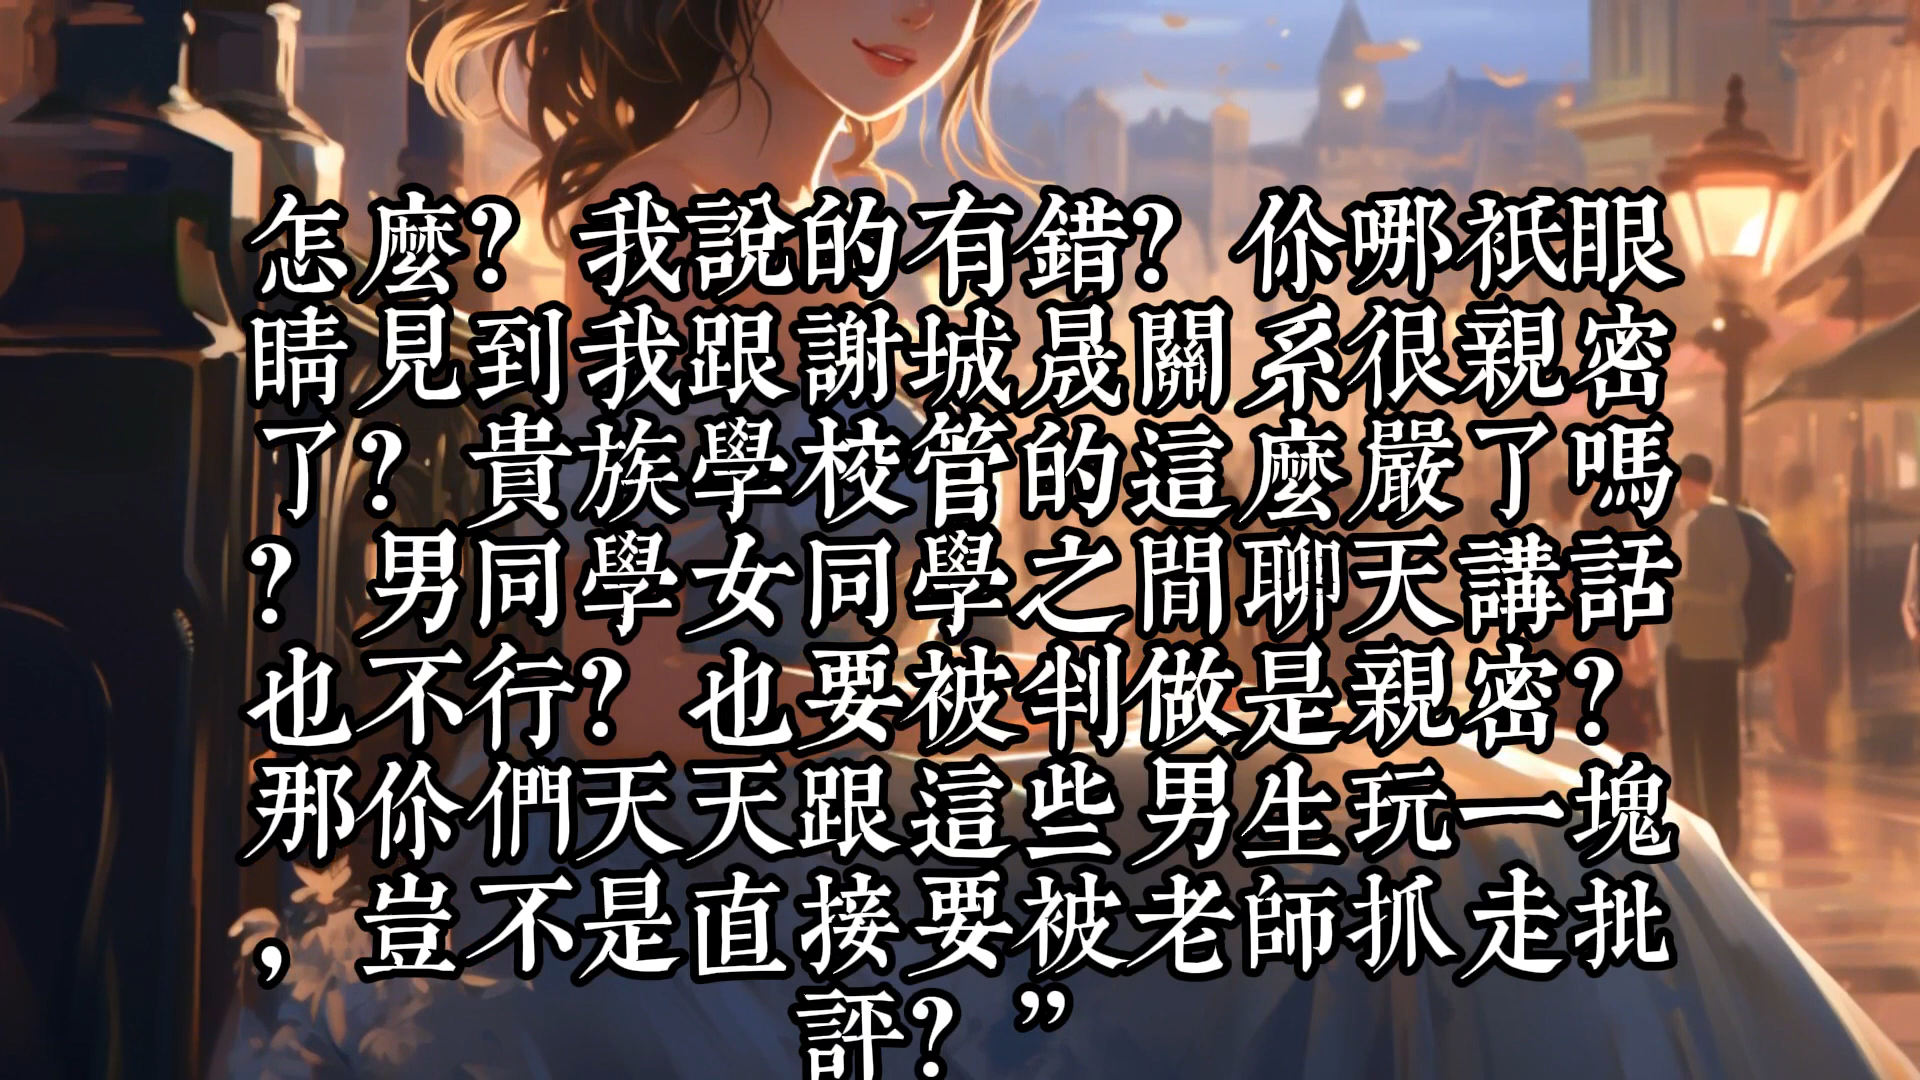 怎麼？我說的有錯？你哪衹眼
睛見到我跟謝城晟關系很親密
了？貴族學校管的這麼嚴了嗎
？男同學女同學之間聊天講話
也不行？也要被判做是親密？
那你們天天跟這些男生玩一塊
，豈不是直接要被老師抓走批
評？”